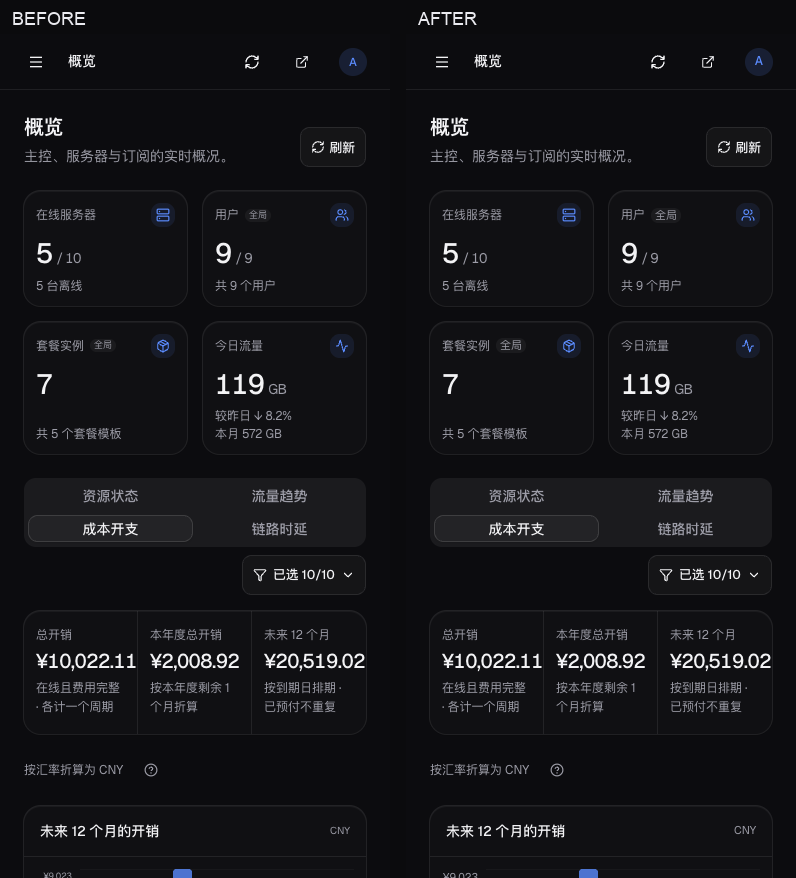 BEFORE
概览
A
概览
主控、服务器与订阅的实时概况。
刷新
在线服务器
5 / 10
5 台离线
用户 全局
9 / 9
共 9 个用户
套餐实例 全局
7
共 5 个套餐模板
今日流量
119 GB
较昨日 ↓ 8.2%
本月 572 GB
资源状态
流量趋势
成本开支
链路时延
已选 10/10
总开销
¥10,022.11
在线且费用完整
· 各计一个周期
本年度总开销
¥2,008.92
按本年度剩余 1
个月折算
未来 12 个月
¥20,519.02
按到期日排期 ·
已预付不重复
按汇率折算为 CNY
未来 12 个月的开销
CNY
¥9,023
AFTER
概览
A
概览
主控、服务器与订阅的实时概况。
刷新
在线服务器
5 / 10
5 台离线
用户 全局
9 / 9
共 9 个用户
套餐实例 全局
7
共 5 个套餐模板
今日流量
119 GB
较昨日 ↓ 8.2%
本月 572 GB
资源状态
流量趋势
成本开支
链路时延
已选 10/10
总开销
¥10,022.11
在线且费用完整
· 各计一个周期
本年度总开销
¥2,008.92
按本年度剩余 1
个月折算
未来 12 个月
¥20,519.02
按到期日排期 ·
已预付不重复
按汇率折算为 CNY
未来 12 个月的开销
CNY
¥9,023